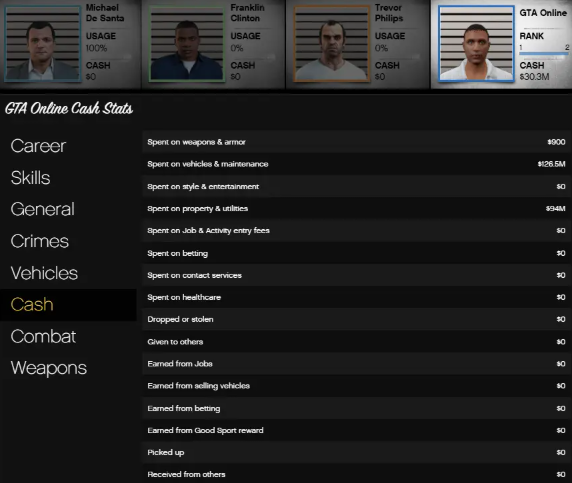 Michael
De Santa
USAGE
100%
CASH
$0
Franklin
Clinton
USAGE
0%
CASH
$0
Trevor
Philips
USAGE
0%
CASH
$0
GTA Online
RANK
1 2
CASH
$30.3M
GTA Online Cash Stats
Career
Skills
General
Crimes
Vehicles
Cash
Combat
Weapons
Spent on weapons & armor $900
Spent on vehicles & maintenance $126.5M
Spent on style & entertainment $0
Spent on property & utilities $94M
Spent on Job & Activity entry fees $0
Spent on betting $0
Spent on contact services $0
Spent on healthcare $0
Dropped or stolen $0
Given to others $0
Earned from Jobs $0
Earned from selling vehicles $0
Earned from betting $0
Earned from Good Sport reward $0
Picked up $0
Received from others $0